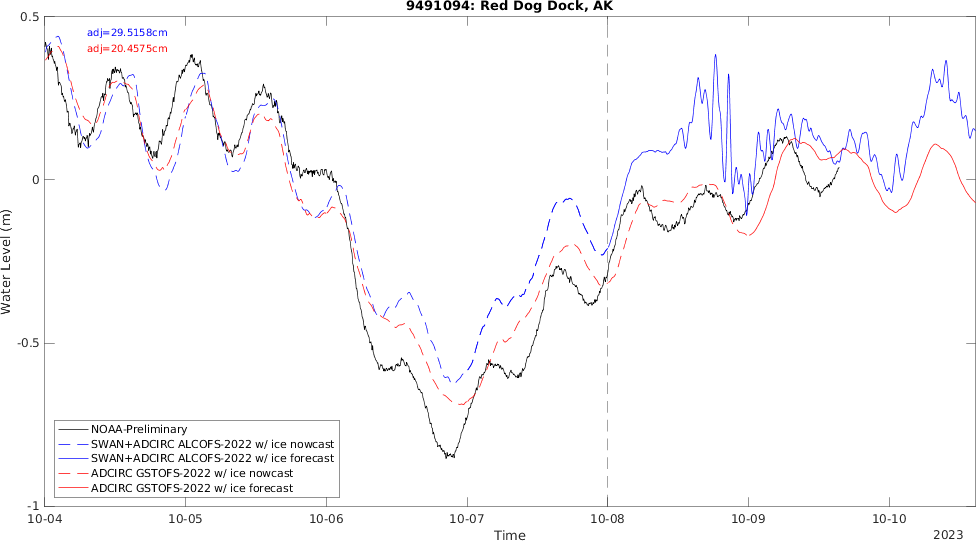 9491094: Red Dog Dock, AK
adj=29.5158cm
adj=20.4575cm
0.5
0
-0.5
-1
Water Level (m)
NOAA-Preliminary
SWAN+ADCIRC ALCOFS-2022 w/ ice nowcast
SWAN+ADCIRC ALCOFS-2022 w/ ice forecast
ADCIRC GSTOFS-2022 w/ ice nowcast
ADCIRC GSTOFS-2022 w/ ice forecast
10-04 10-05 10-06 10-07 10-08 10-09 10-10
Time
2023